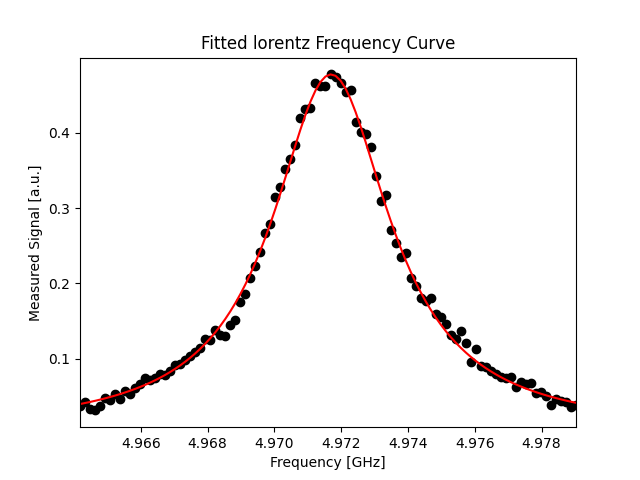 Fitted lorentz Frequency Curve
Measured Signal [a.u.]
0.4
0.3
0.2
0.1
4.966 4.968 4.970 4.972 4.974 4.976 4.978
Frequency [GHz]